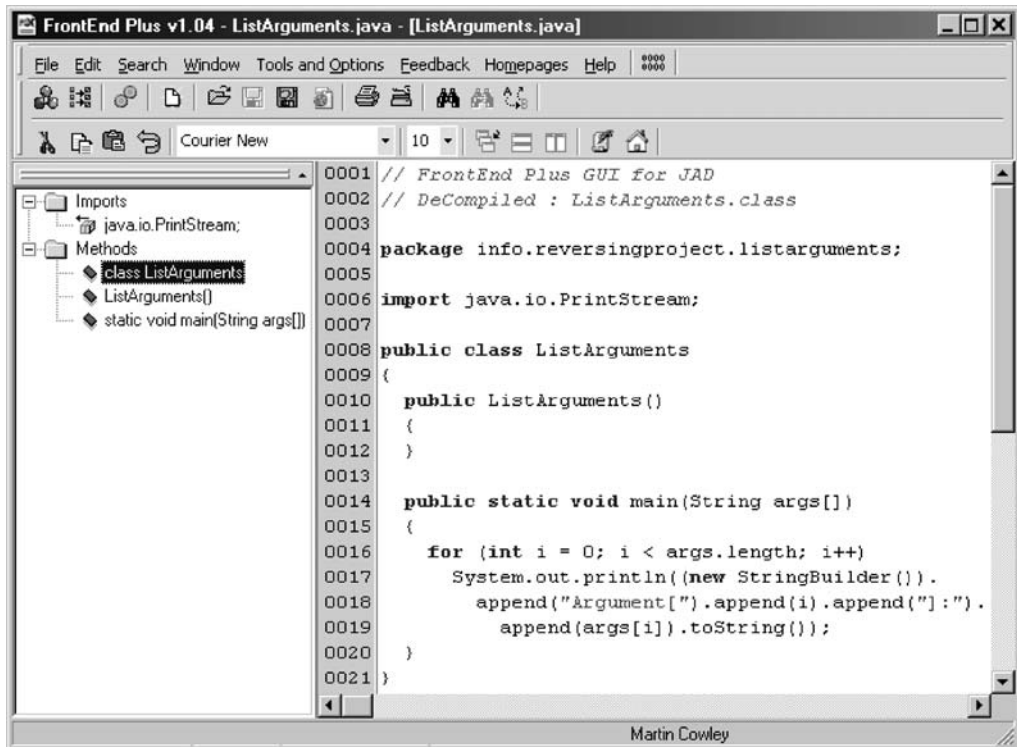 FrontEnd Plus v1.04 - ListArguments.java - [ListArguments.java]
File Edit Search Window Tools and Options Feedback Homepages Help
Courier New 10
Imports
java.io.PrintStream;
Methods
class ListArguments
ListArguments()
static void main(String args[])
0001 // FrontEnd Plus GUI for JAD
0002 // DeCompiled : ListArguments.class
0003
0004 package info.reversingproject.listarguments;
0005
0006 import java.io.PrintStream;
0007
0008 public class ListArguments
0009 {
0010 public ListArguments()
0011 {
0012 }
0013
0014 public static void main(String args[])
0015 {
0016 for (int i = 0; i < args.length; i++)
0017 System.out.println((new StringBuilder()).
0018 append("Argument[").append(i).append("]:").
0019 append(args[i]).toString());
0020 }
0021 }
Martin Cowley